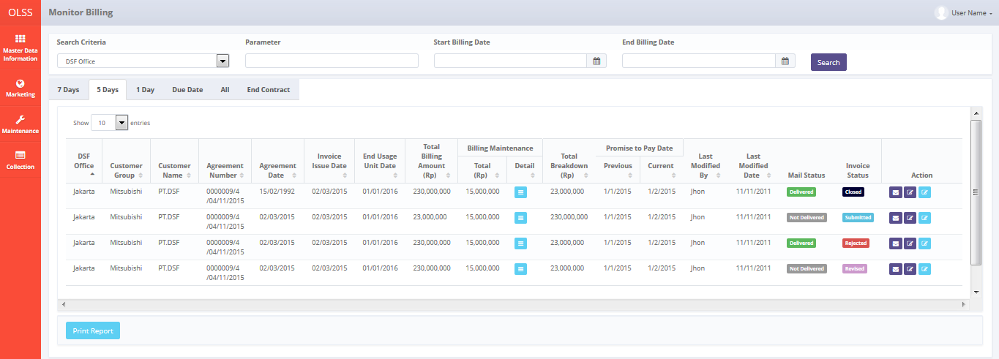 OLSS
Monitor Billing
User Name
Master Data
Information
Marketing
Maintenance
Collection
Search Criteria
Parameter
Start Billing Date
End Billing Date
DSF Office
Search
7 Days
5 Days
1 Day
Due Date
All
End Contract
Show 10 entries
DSF
Office
Customer
Group
Customer
Name
Agreement
Number
Agreement
Date
Invoice
Issue Date
End Usage
Unit Date
Total
Billing
Amount
(Rp)
Billing Maintenance
Total
(Rp)
Detail
Total
Breakdown
(Rp)
Promise to Pay Date
Previous
Current
Last
Modified
By
Last
Modified
Date
Mail Status
Invoice
Status
Action
Jakarta Mitsubishi PT.DSF 0000009/4 15/02/1992 02/03/2015 01/01/2016 230,000,000 15,000,000 23,000,000 1/1/2015 1/2/2015 Jhon 11/11/2011 Delivered Closed
/04/11/2015
Jakarta Mitsubishi PT.DSF 0000009/4 02/03/2015 02/03/2015 01/01/2016 23,000,000 15,000,000 230,000,000 1/1/2015 1/2/2015 Jhon 11/11/2011 Not Delivered Submitted
/04/11/2015
Jakarta Mitsubishi PT.DSF 0000009/4 02/03/2015 02/03/2015 01/01/2016 230,000,000 15,000,000 23,000,000 1/1/2015 1/2/2015 Jhon 11/11/2011 Delivered Rejected
/04/11/2015
Jakarta Mitsubishi PT.DSF 0000009/4 02/03/2015 02/03/2015 01/01/2016 230,000,000 15,000,000 23,000,000 1/1/2015 1/2/2015 Jhon 11/11/2011 Not Delivered Revised
/04/11/2015
Print Report